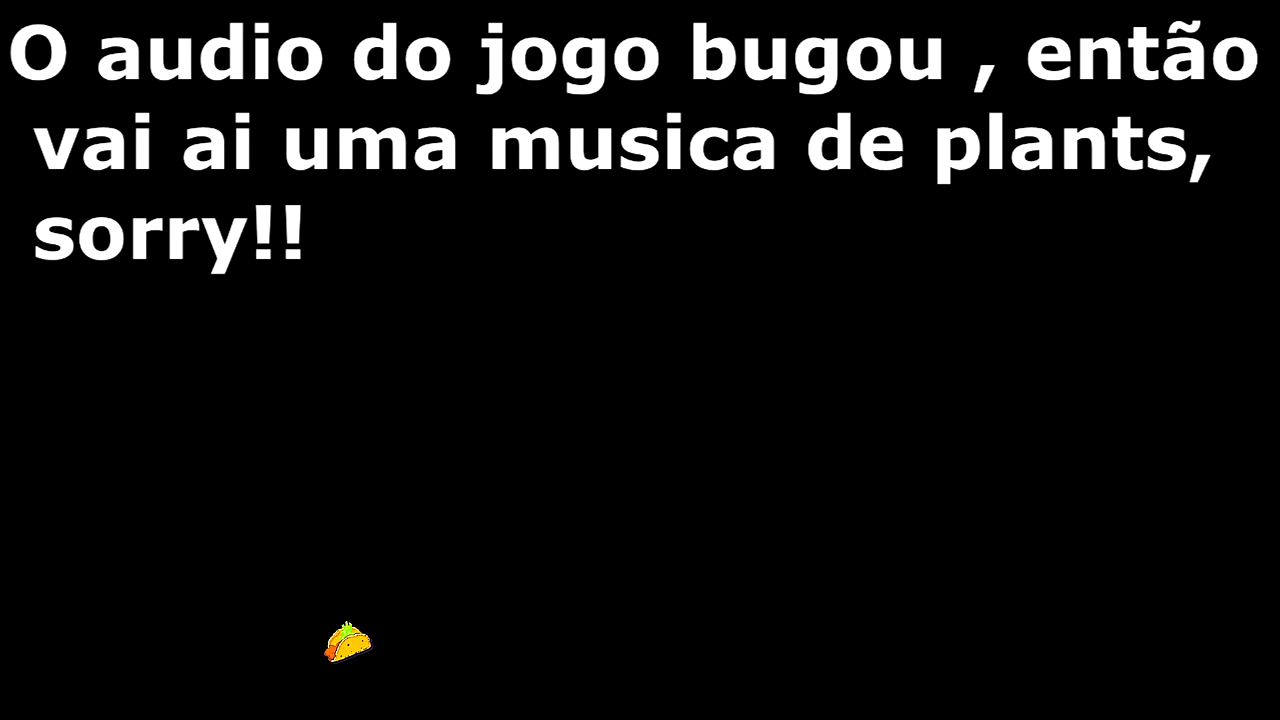 O audio do jogo bugou , então
vai ai uma musica de plants,
sorry!!